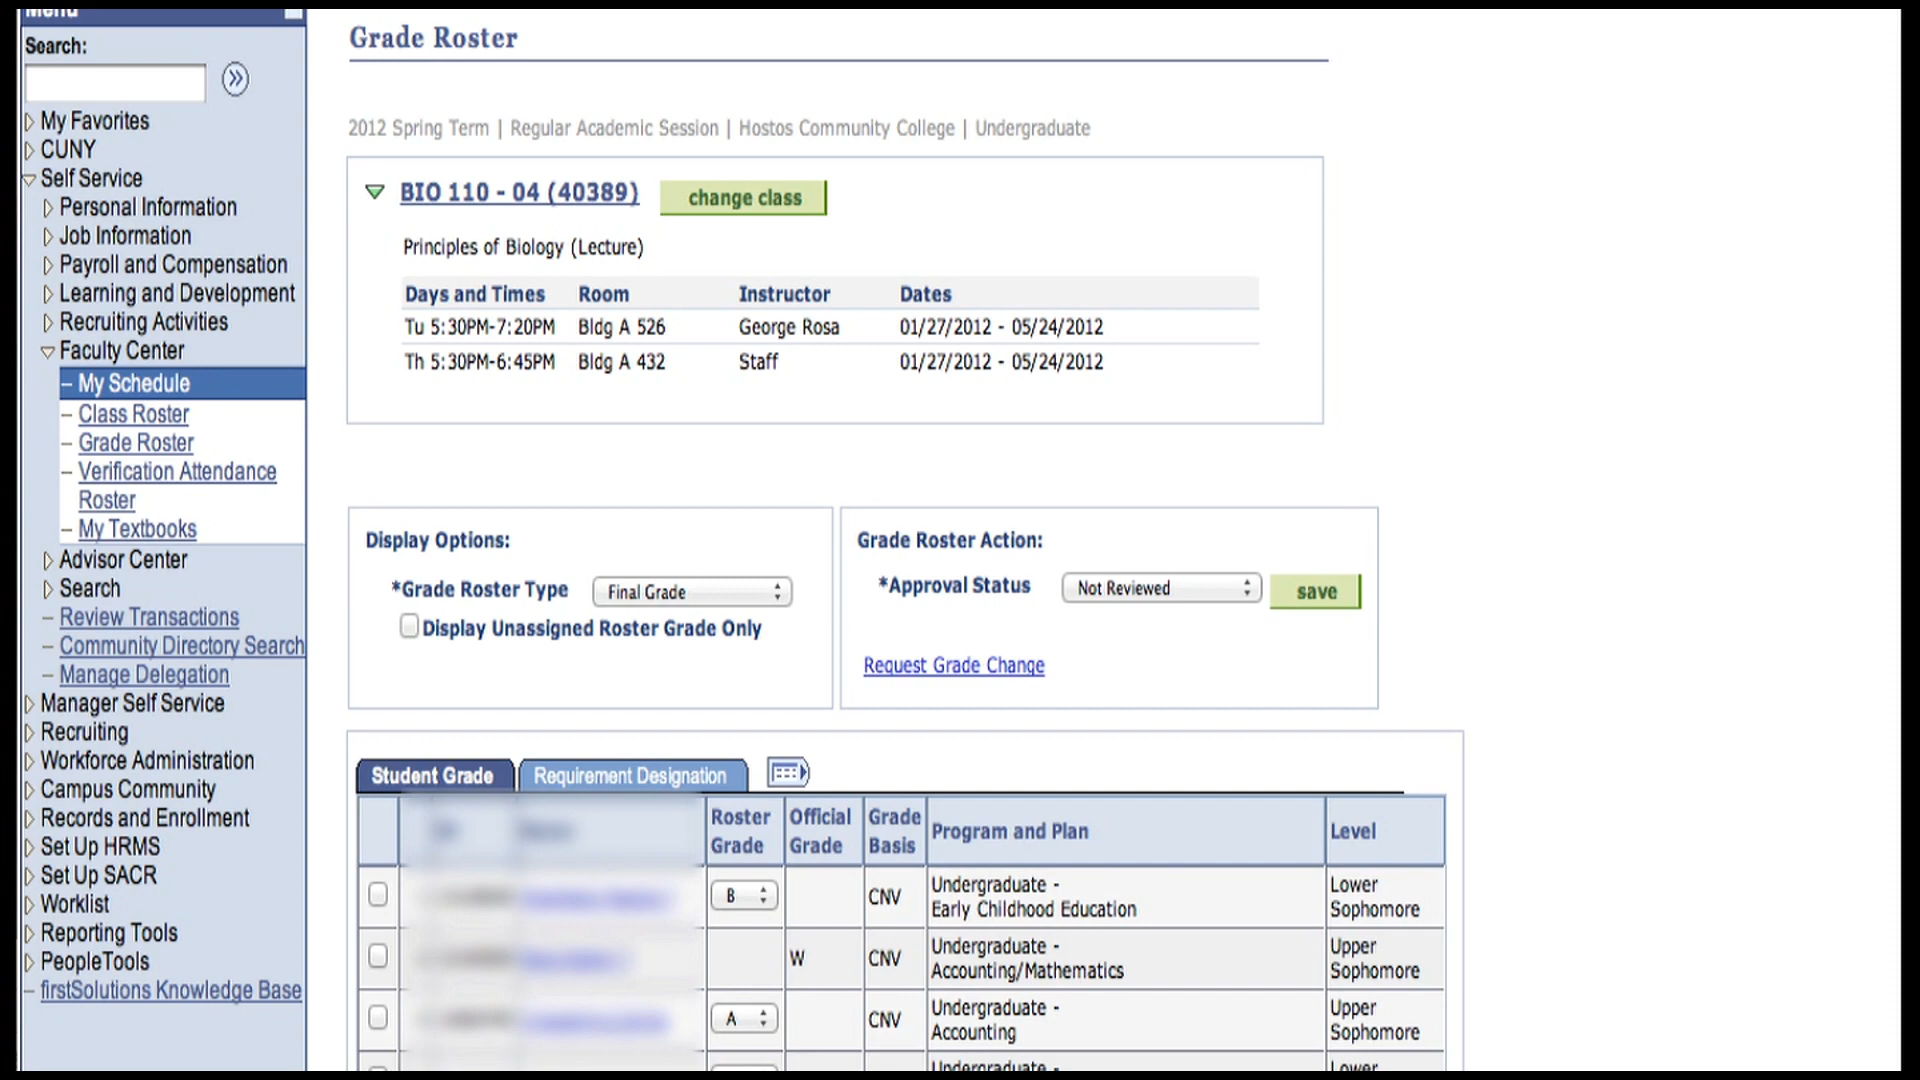 Menu
Search:
My Favorites
CUNY
Self Service
Personal Information
Job Information
Payroll and Compensation
Learning and Development
Recruiting Activities
Faculty Center
– My Schedule
– Class Roster
– Grade Roster
– Verification Attendance
Roster
– My Textbooks
Advisor Center
Search
– Review Transactions
– Community Directory Search
– Manage Delegation
Manager Self Service
Recruiting
Workforce Administration
Campus Community
Records and Enrollment
Set Up HRMS
Set Up SACR
Worklist
Reporting Tools
PeopleTools
– firstSolutions Knowledge Base
Grade Roster
2012 Spring Term | Regular Academic Session | Hostos Community College | Undergraduate
BIO 110 - 04 (40389) change class
Principles of Biology (Lecture)
Days and Times Room Instructor Dates
Tu 5:30PM-7:20PM Bldg A 526 George Rosa 01/27/2012 - 05/24/2012
Th 5:30PM-6:45PM Bldg A 432 Staff 01/27/2012 - 05/24/2012
Display Options:
*Grade Roster Type Final Grade
Display Unassigned Roster Grade Only
Grade Roster Action:
*Approval Status Not Reviewed save
Request Grade Change
Student Grade Requirement Designation
Roster Grade Official Grade Grade Basis Program and Plan Level
B CNV Undergraduate - Lower
Early Childhood Education Sophomore
W CNV Undergraduate - Upper
Accounting/Mathematics Sophomore
A CNV Undergraduate - Upper
Accounting Sophomore
Undergraduate - Lower